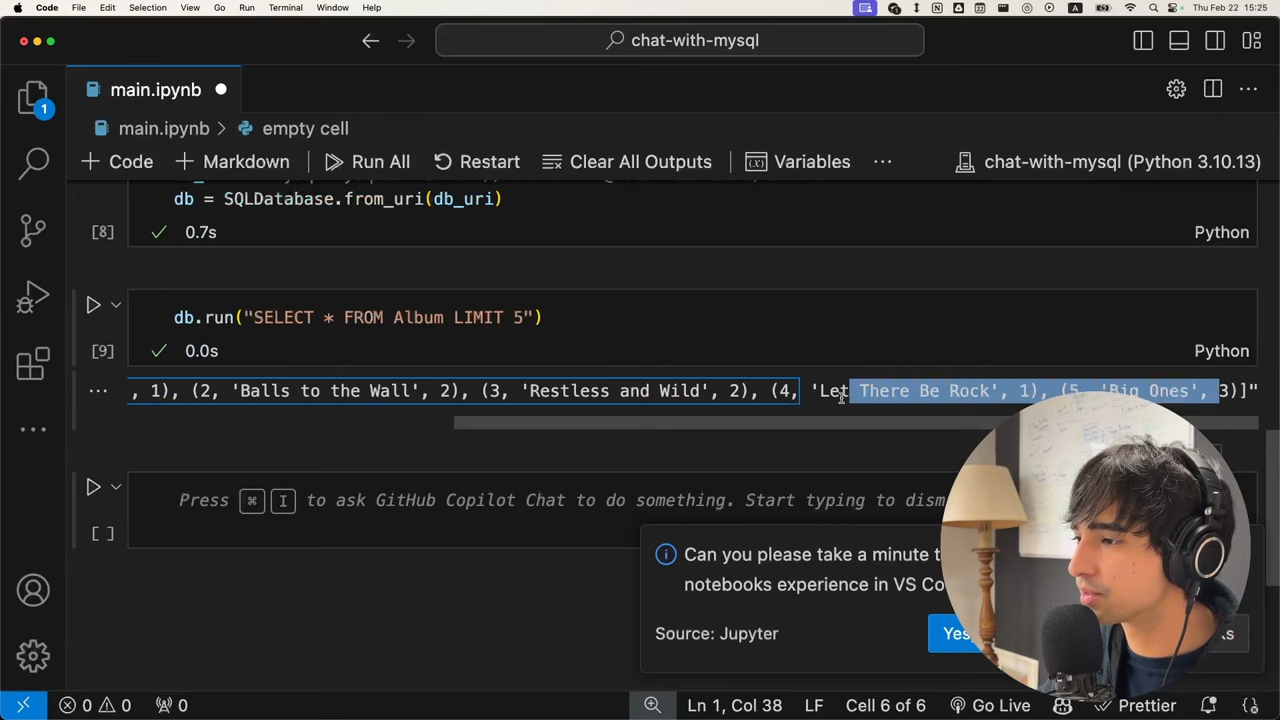 Code File Edit Selection View Go Run Terminal Window Help Thu Feb 22 15:25
chat-with-mysql
main.ipynb
1
main.ipynb > empty cell
Code Markdown Run All Restart Clear All Outputs Variables ... chat-with-mysql (Python 3.10.13)
db = SQLDatabase.from_uri(db_uri)
[8] 0.7s Python
db.run("SELECT * FROM Album LIMIT 5")
[9] 0.0s Python
, 1), (2, 'Balls to the Wall', 2), (3, 'Restless and Wild', 2), (4, 'Let There Be Rock', 1), (5, 'Big Ones', 3)]"
Press ⌘ I to ask GitHub Copilot Chat to do something. Start typing to dism
[ ]
Can you please take a minute t
notebooks experience in VS Co
Source: Jupyter
Yes
ks
0 0 0 Ln 1, Col 38 LF Cell 6 of 6 Go Live Prettier